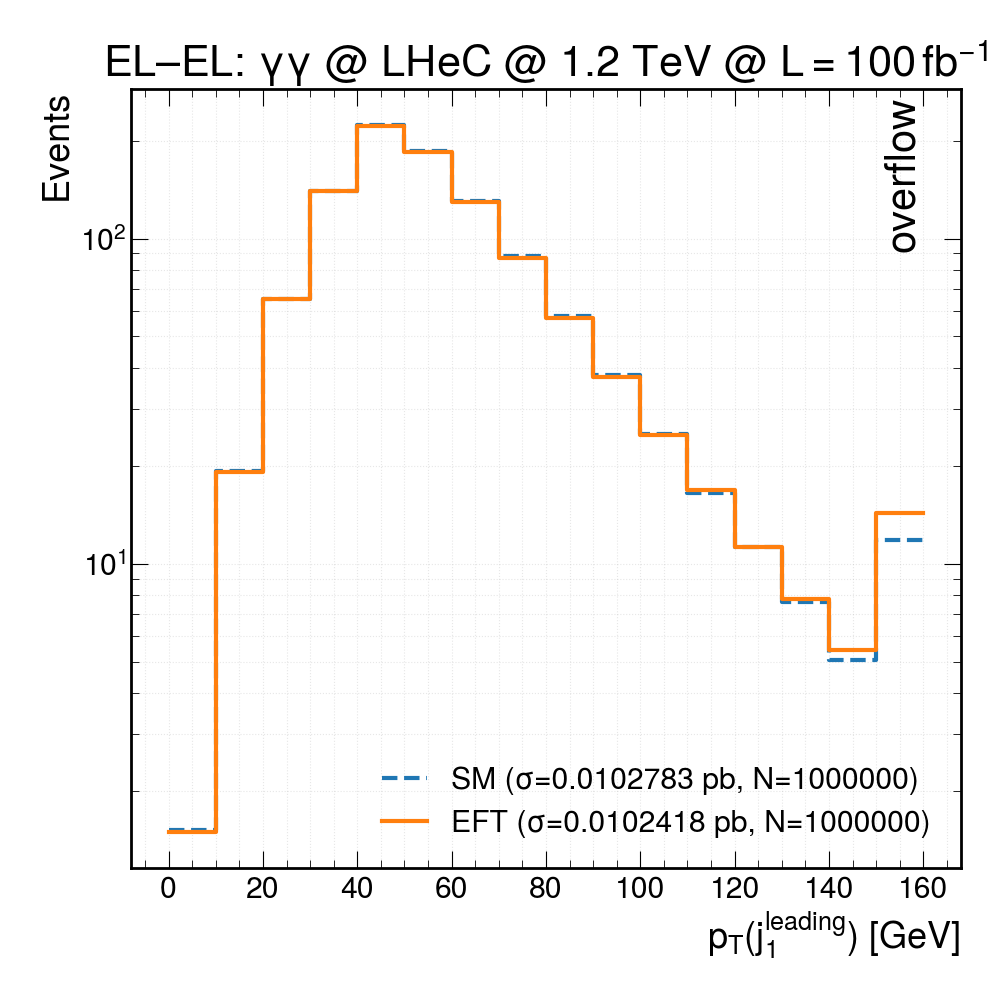 EL–EL: γγ @ LHeC @ 1.2 TeV @ L = 100 fb⁻¹
Events
overflow
10²
10¹
SM (σ=0.0102783 pb, N=1000000)
EFT (σ=0.0102418 pb, N=1000000)
0 20 40 60 80 100 120 140 160
p_T(j_1^leading) [GeV]